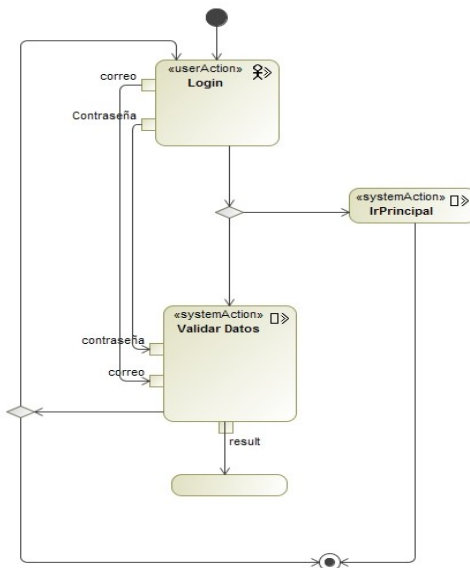 «userAction»
Login
correo
Contraseña
«systemAction»
IrPrincipal
«systemAction»
Validar Datos
contraseña
correo
result